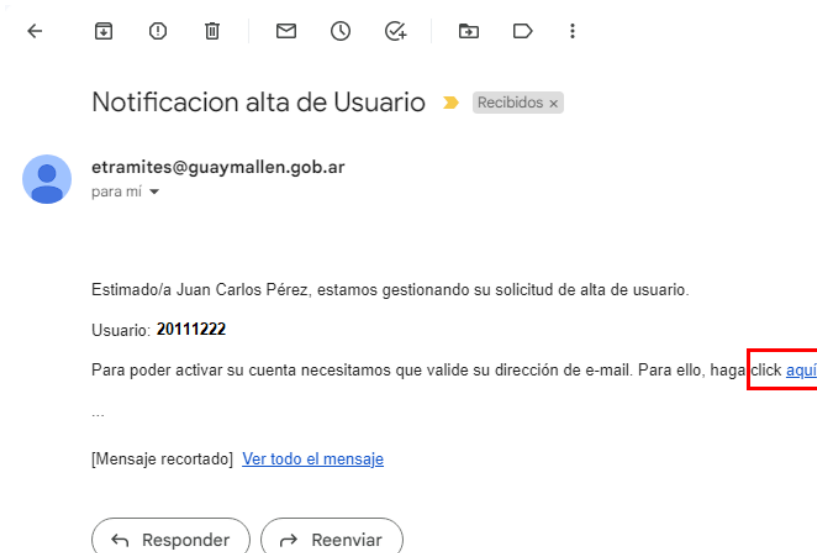 Notificacion alta de Usuario Recibidos ×
etramites@guaymallen.gob.ar
para mí
Estimado/a Juan Carlos Pérez, estamos gestionando su solicitud de alta de usuario.
Usuario: 20111222
Para poder activar su cuenta necesitamos que valide su dirección de e-mail. Para ello, haga click aquí
...
[Mensaje recortado] Ver todo el mensaje
Responder Reenviar